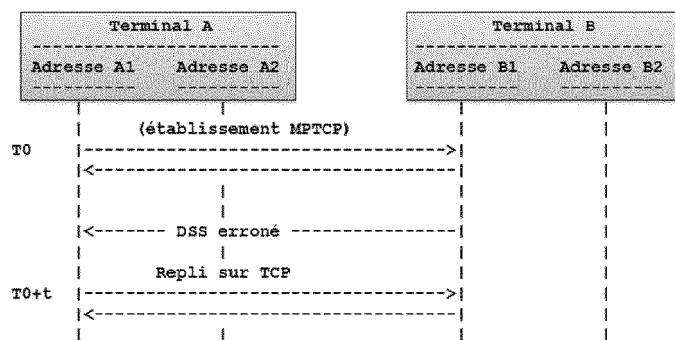 Terminal A Terminal B
Adresse A1 Adresse A2 Adresse B1 Adresse B2
(établissement MPTCP)
T0
DSS erroné
Repli sur TCP
T0+t